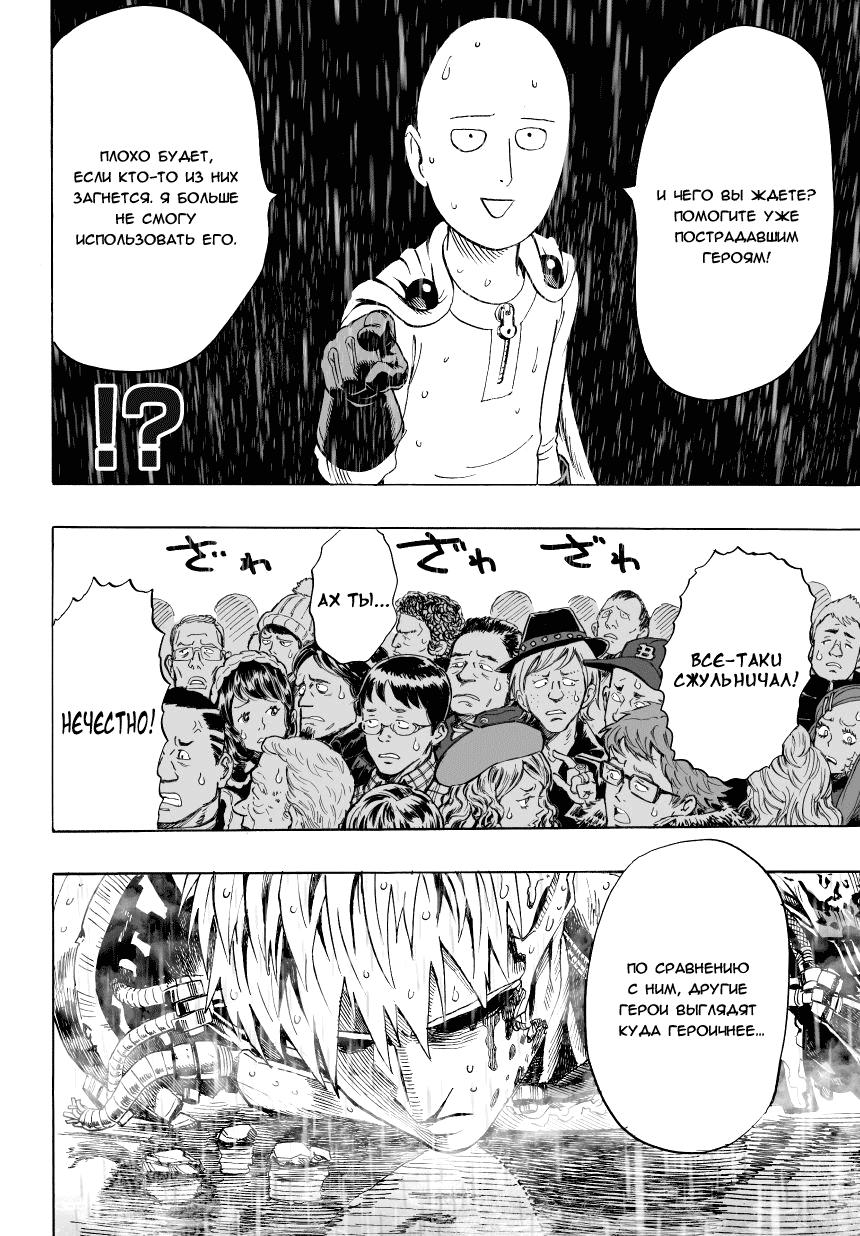 И ЧЕГО ВЫ ЖДЕТЕ?
ПОМОГИТЕ УЖЕ
ПОСТРАДАВШИМ
ГЕРОЯМ!
ПЛОХО БУДЕТ,
ЕСЛИ КТО-ТО ИЗ НИХ
ЗАГНЕТСЯ. Я БОЛЬШЕ
НЕ СМОГУ
ИСПОЛЬЗОВАТЬ ЕГО.
!?
ВСЕ-ТАКИ
СЖУЛЬНИЧАЛ!
ざわ
ざわ
АХ ТЫ...
ざわ
B
НЕЧЕСТНО!
ПО СРАВНЕНИЮ
С НИМ, ДРУГИЕ
ГЕРОИ ВЫГЛЯДЯТ
КУДА ГЕРОИЧНЕЕ...